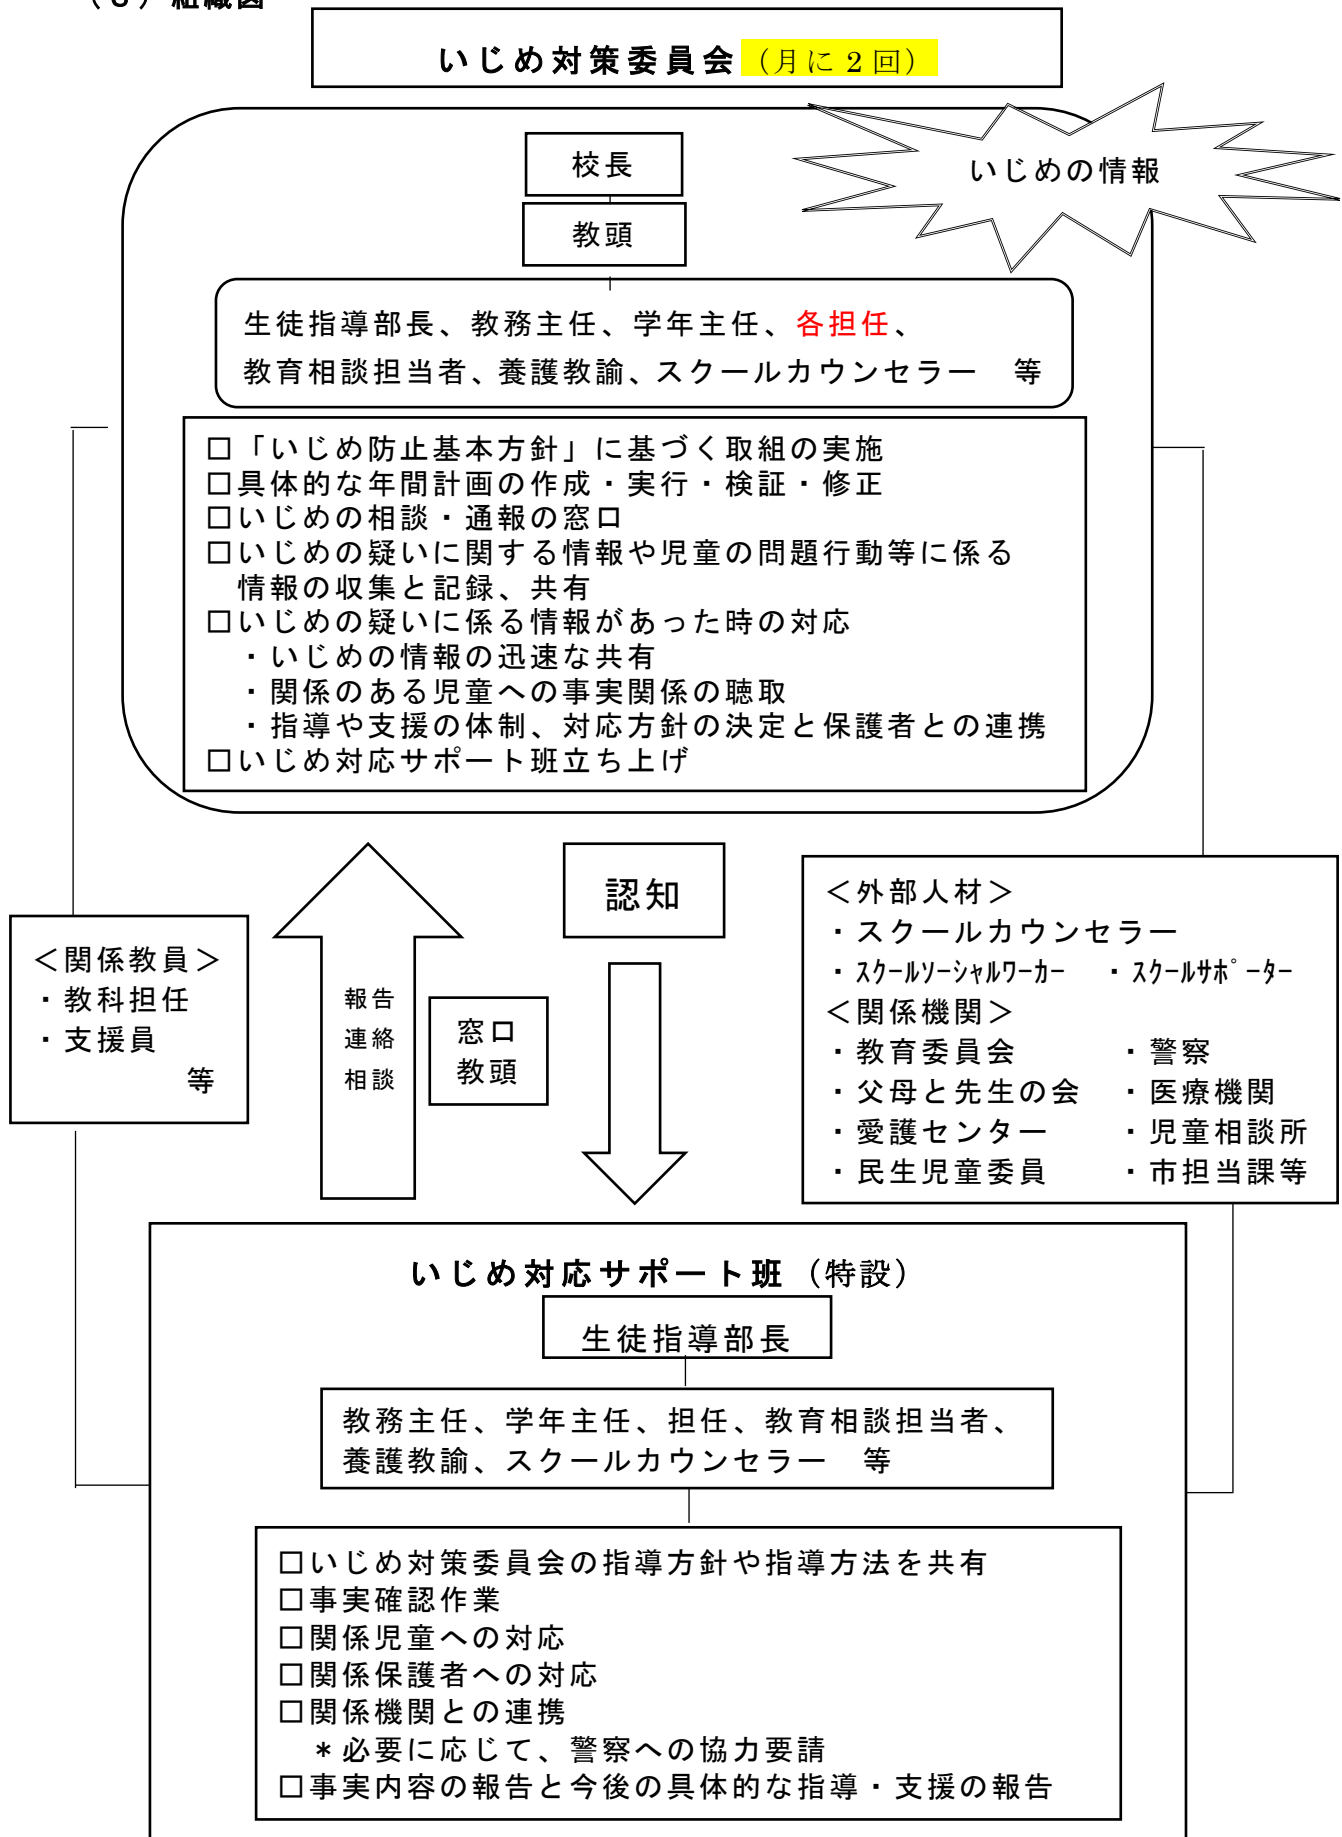 （３）組織図
いじめ対策委員会（月に２回）
いじめの情報
校長
教頭
生徒指導部長、教務主任、学年主任、各担任、
教育相談担当者、養護教諭、スクールカウンセラー　等
□「いじめ防止基本方針」に基づく取組の実施
□具体的な年間計画の作成・実行・検証・修正
□いじめの相談・通報の窓口
□いじめの疑いに関する情報や児童の問題行動等に係る
情報の収集と記録、共有
□いじめの疑いに係る情報があった時の対応
・いじめの情報の迅速な共有
・関係のある児童への事実関係の聴取
・指導や支援の体制、対応方針の決定と保護者との連携
□いじめ対応サポート班立ち上げ
＜関係教員＞
・教科担任
・支援員
等
報告
連絡
相談
窓口
教頭
認知
＜外部人材＞
・スクールカウンセラー
・ｽｸｰﾙｿｰｼｬﾙﾜｰｶｰ　・ｽｸｰﾙｻﾎﾟｰﾀｰ
＜関係機関＞
・教育委員会　・警察
・父母と先生の会　・医療機関
・愛護センター　・児童相談所
・民生児童委員　・市担当課等
いじめ対応サポート班（特設）
生徒指導部長
教務主任、学年主任、担任、教育相談担当者、
養護教諭、スクールカウンセラー　等
□いじめ対策委員会の指導方針や指導方法を共有
□事実確認作業
□関係児童への対応
□関係保護者への対応
□関係機関との連携
＊必要に応じて、警察への協力要請
□事実内容の報告と今後の具体的な指導・支援の報告